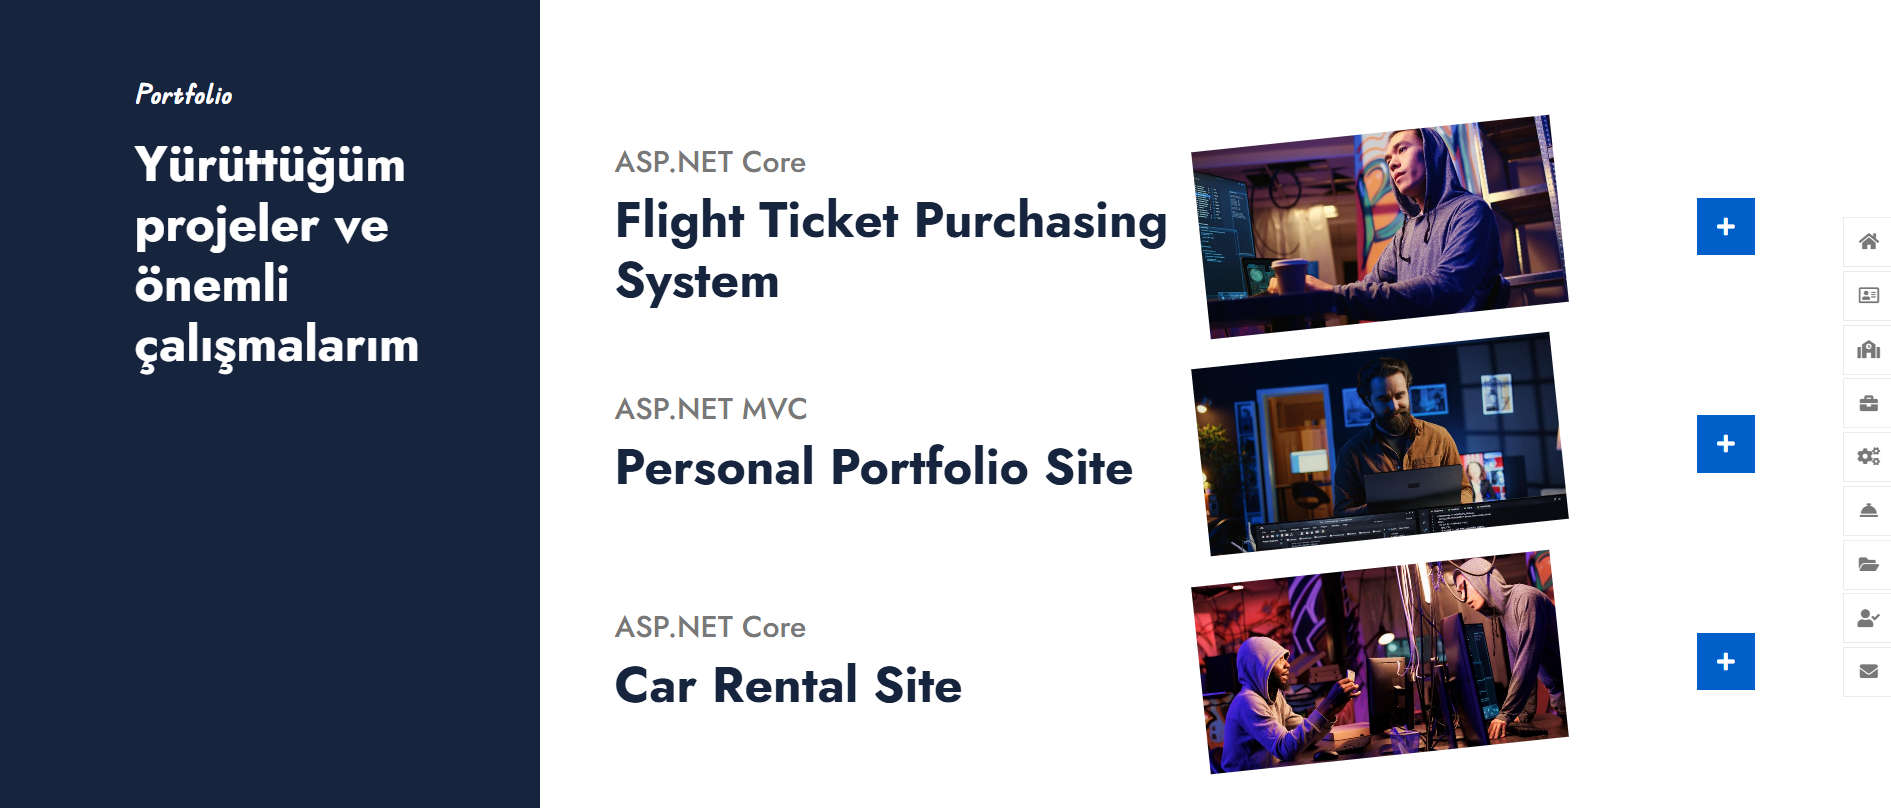 Portfolio
Yürüttüğüm
projeler ve
önemli
çalışmalarım
ASP.NET Core
Flight Ticket Purchasing
System
ASP.NET MVC
Personal Portfolio Site
ASP.NET Core
Car Rental Site